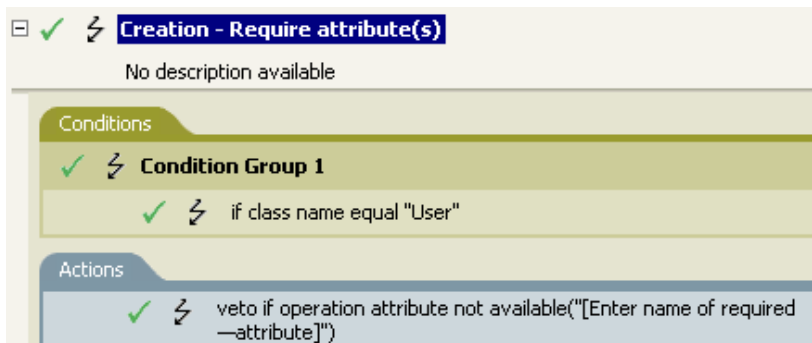 Creation - Require attribute(s)
No description available
Conditions
Condition Group 1
if class name equal "User"
Actions
veto if operation attribute not available("[Enter name of required
—attribute]")